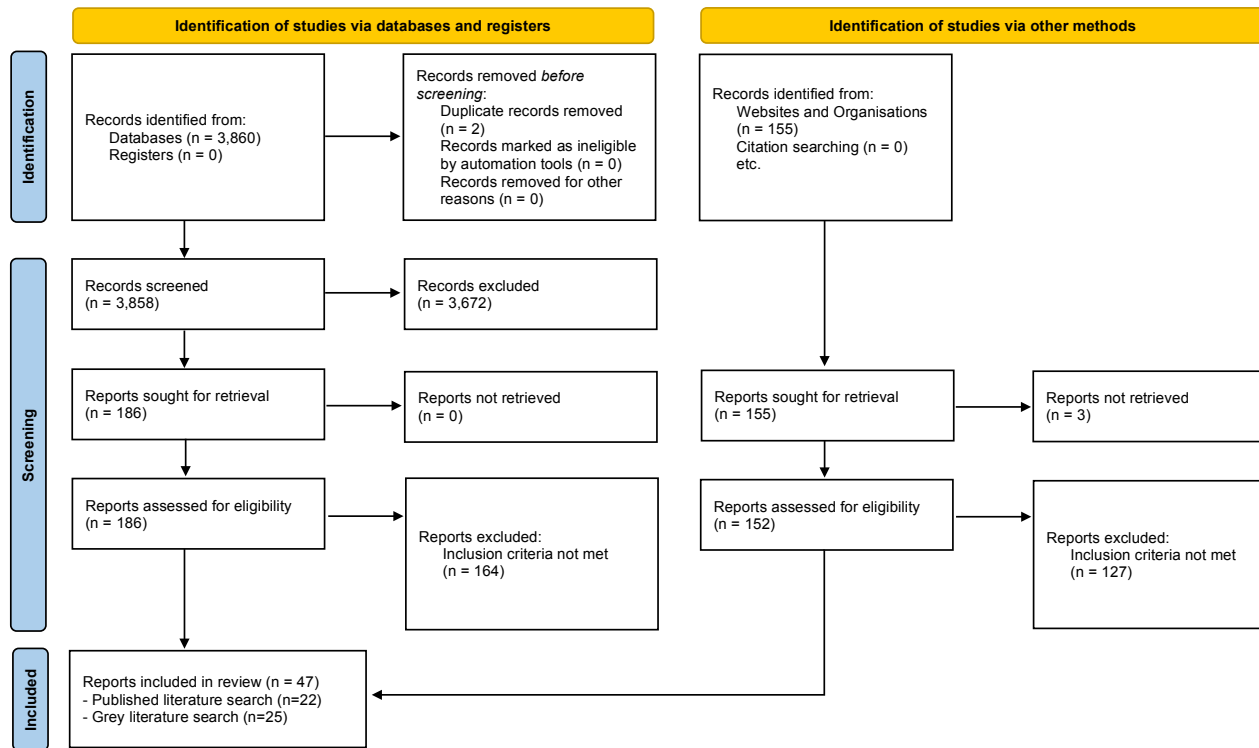 Identification of studies via databases and registers
Identification of studies via other methods
Identification
Records identified from:
Databases (n = 3,860)
Registers (n = 0)
Records removed before
screening:
Duplicate records removed
(n = 2)
Records marked as ineligible
by automation tools (n = 0)
Records removed for other
reasons (n = 0)
Records identified from:
Websites and Organisations
(n = 155)
Citation searching (n = 0)
etc.
Screening
Records screened
(n = 3,858)
Records excluded
(n = 3,672)
Reports sought for retrieval
(n = 186)
Reports not retrieved
(n = 0)
Reports sought for retrieval
(n = 155)
Reports not retrieved
(n = 3)
Reports assessed for eligibility
(n = 186)
Reports excluded:
Inclusion criteria not met
(n = 164)
Reports assessed for eligibility
(n = 152)
Reports excluded:
Inclusion criteria not met
(n = 127)
Included
Reports included in review (n = 47)
- Published literature search (n=22)
- Grey literature search (n=25)